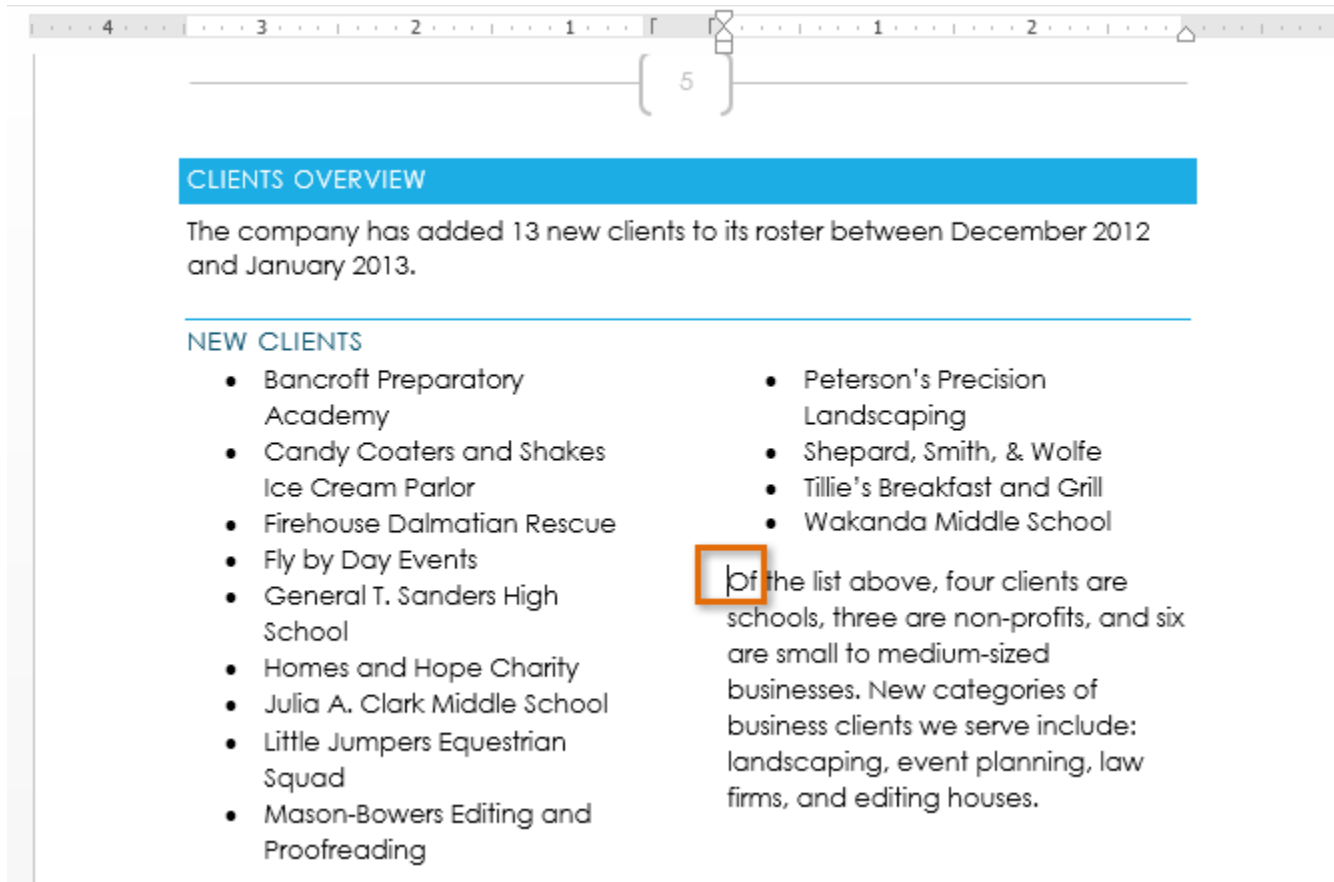 4 3 2 1 1 2
5
CLIENTS OVERVIEW
The company has added 13 new clients to its roster between December 2012
and January 2013.
NEW CLIENTS
• Bancroft Preparatory
Academy
• Candy Coaters and Shakes
Ice Cream Parlor
• Firehouse Dalmatian Rescue
• Fly by Day Events
• General T. Sanders High
School
• Homes and Hope Charity
• Julia A. Clark Middle School
• Little Jumpers Equestrian
Squad
• Mason-Bowers Editing and
Proofreading
• Peterson’s Precision
Landscaping
• Shepard, Smith, & Wolfe
• Tillie’s Breakfast and Grill
• Wakanda Middle School
Of the list above, four clients are
schools, three are non-profits, and six
are small to medium-sized
businesses. New categories of
business clients we serve include:
landscaping, event planning, law
firms, and editing houses.